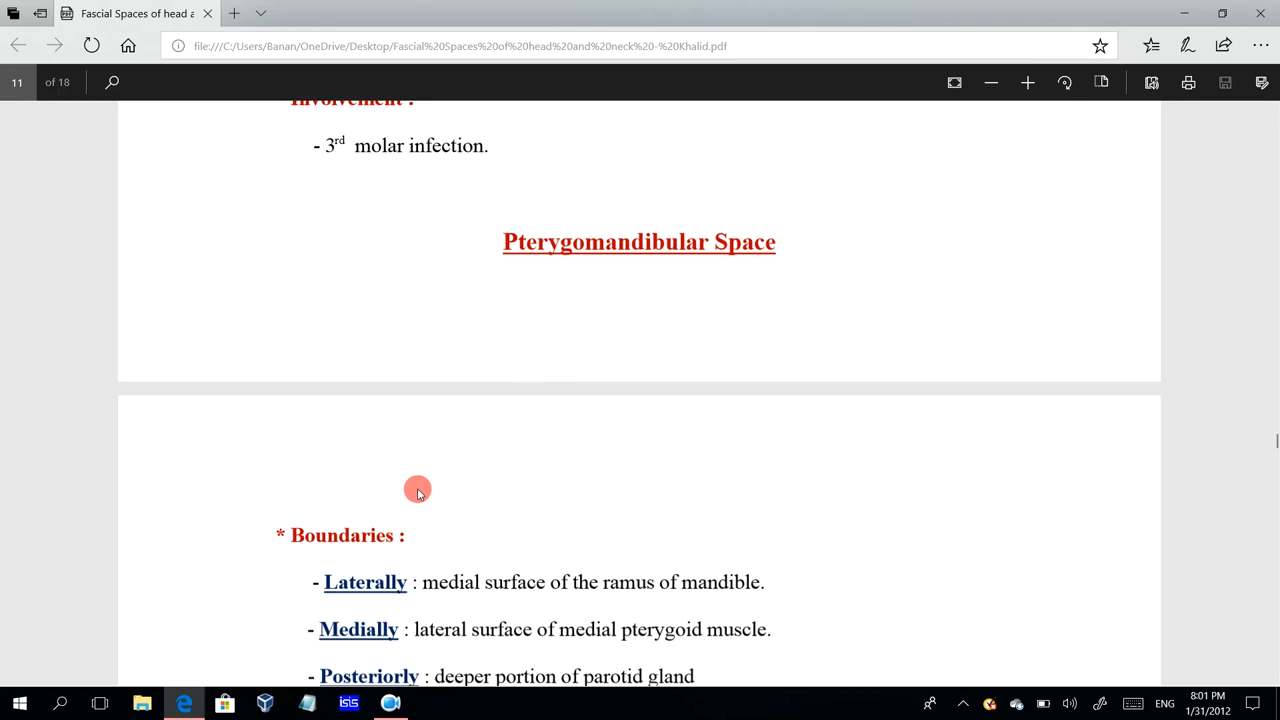 Fascial Spaces of head a
file:///C:/Users/Banan/OneDrive/Desktop/Fascial%20Spaces%20of%20head%20and%20neck%20-%20Khalid.pdf
11 of 18
Involvement :
- 3rd molar infection.
Pterygomandibular Space
* Boundaries :
- Laterally : medial surface of the ramus of mandible.
- Medially : lateral surface of medial pterygoid muscle.
- Posteriorly : deeper portion of parotid gland
ISIS
ENG
8:01 PM
1/31/2012